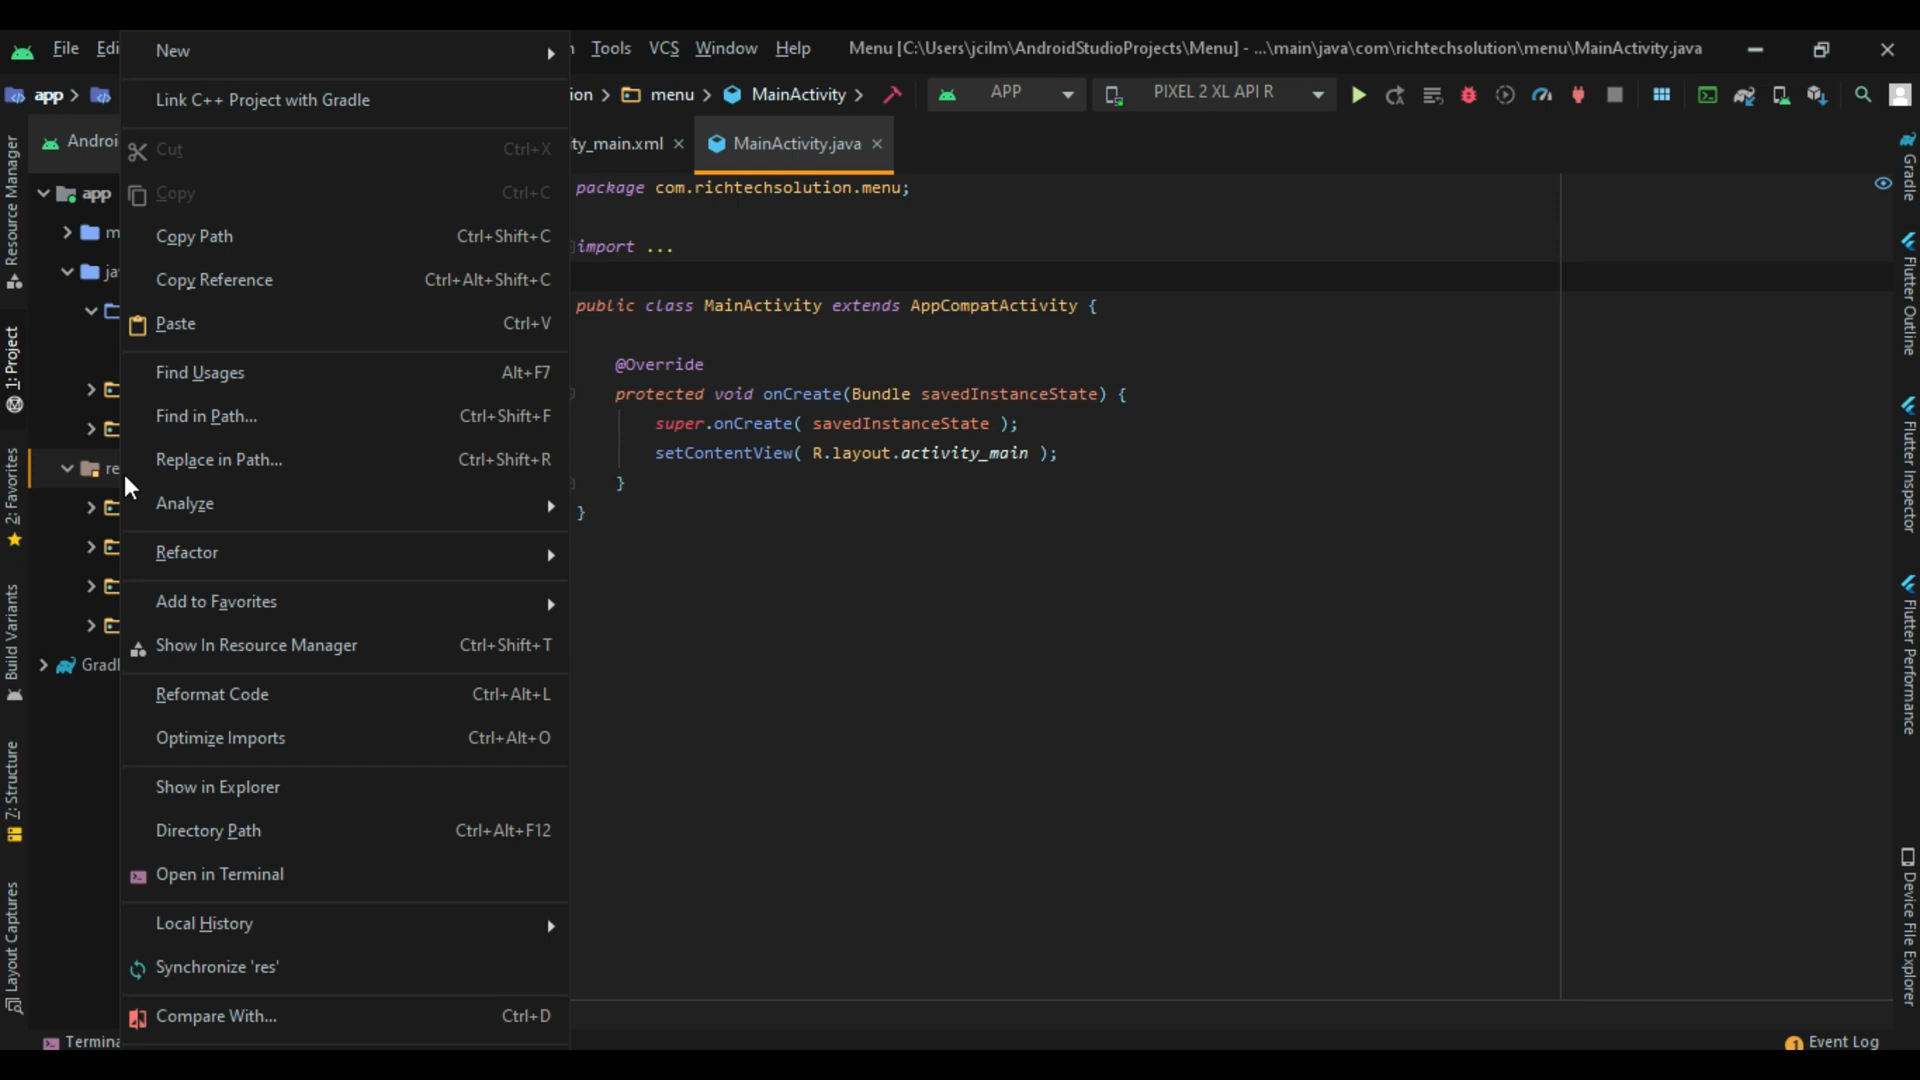 File Edi
Tools VCS Window Help
Menu [C:\Users\jcilm\AndroidStudioProjects\Menu] - ...\main\java\com\richtechsolution\menu\MainActivity.java
app
ion menu MainActivity
APP
PIXEL 2 XL API R
Androi
ty_main.xml
MainActivity.java
app
m
ja
re
Gradl
New
Link C++ Project with Gradle
Cut Ctrl+X
Copy Ctrl+C
Copy Path Ctrl+Shift+C
Copy Reference Ctrl+Alt+Shift+C
Paste Ctrl+V
Find Usages Alt+F7
Find in Path... Ctrl+Shift+F
Replace in Path... Ctrl+Shift+R
Analyze
Refactor
Add to Favorites
Show In Resource Manager Ctrl+Shift+T
Reformat Code Ctrl+Alt+L
Optimize Imports Ctrl+Alt+O
Show in Explorer
Directory Path Ctrl+Alt+F12
Open in Terminal
Local History
Synchronize 'res'
Compare With... Ctrl+D
package com.richtechsolution.menu;
import ...
public class MainActivity extends AppCompatActivity {
@Override
protected void onCreate(Bundle savedInstanceState) {
super.onCreate( savedInstanceState );
setContentView( R.layout.activity_main );
}
}
Resource Manager
1: Project
2: Favorites
Build Variants
7: Structure
Layout Captures
Gradle
Flutter Outline
Flutter Inspector
Flutter Performance
Device File Explorer
Termina
1 Event Log